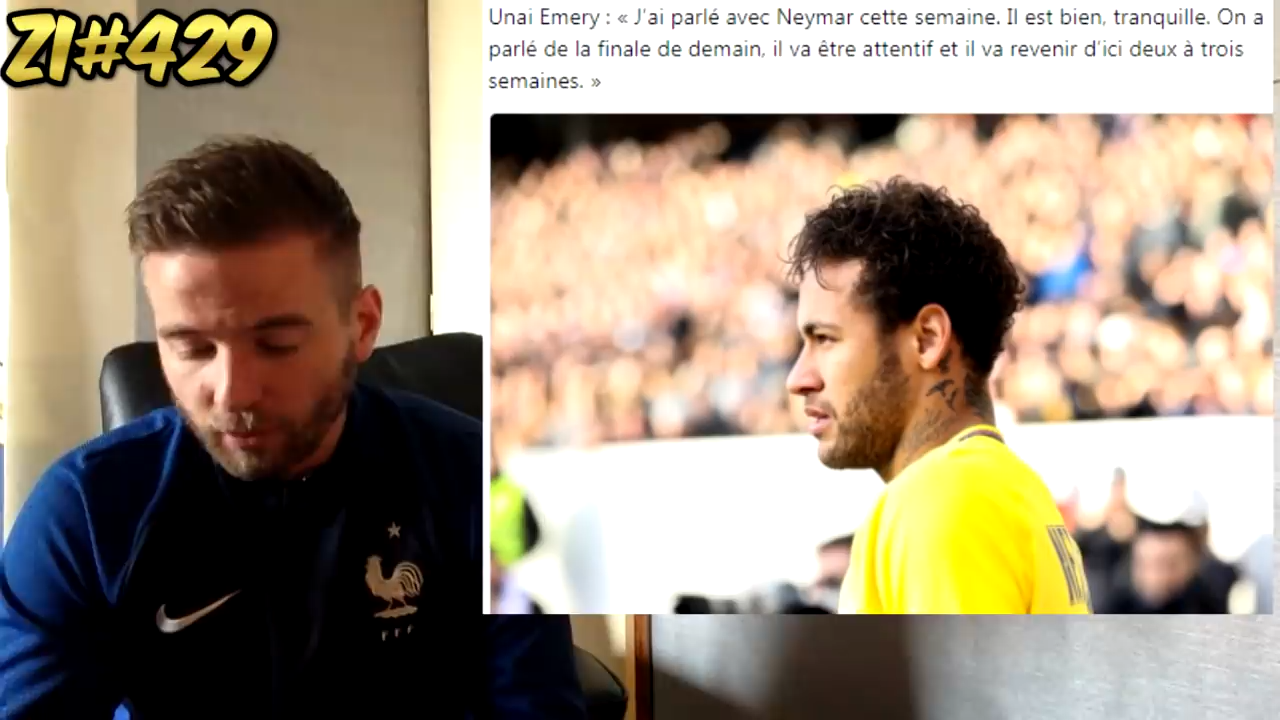 ZI#429
Unai Emery : « J'ai parlé avec Neymar cette semaine. Il est bien, tranquille. On a
parlé de la finale de demain, il va être attentif et il va revenir d'ici deux à trois
semaines. »
FFF